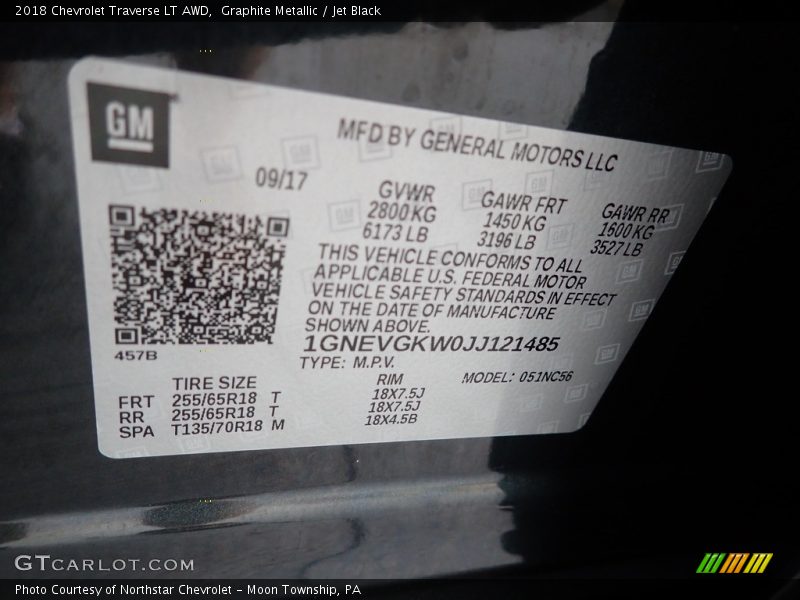 2018 Chevrolet Traverse LT AWD,  Graphite Metallic / Jet Black
GM
MFD BY GENERAL MOTORS LLC
09/17
GVWR
2800 KG
6173 LB
GAWR FRT
1450 KG
3196 LB
GAWR RR
1600 KG
3527 LB
THIS VEHICLE CONFORMS TO ALL
APPLICABLE U.S. FEDERAL MOTOR
VEHICLE SAFETY STANDARDS IN EFFECT
ON THE DATE OF MANUFACTURE
SHOWN ABOVE.
457B
1GNEVGKW0JJ121485
TYPE: M.P.V.
MODEL: 051NC56
TIRE SIZE RIM
FRT 255/65R18 T 18X7.5J
RR 255/65R18 T 18X7.5J
SPA T135/70R18 M 18X4.5B
GTCARLOT.COM
Photo Courtesy of Northstar Chevrolet – Moon Township, PA